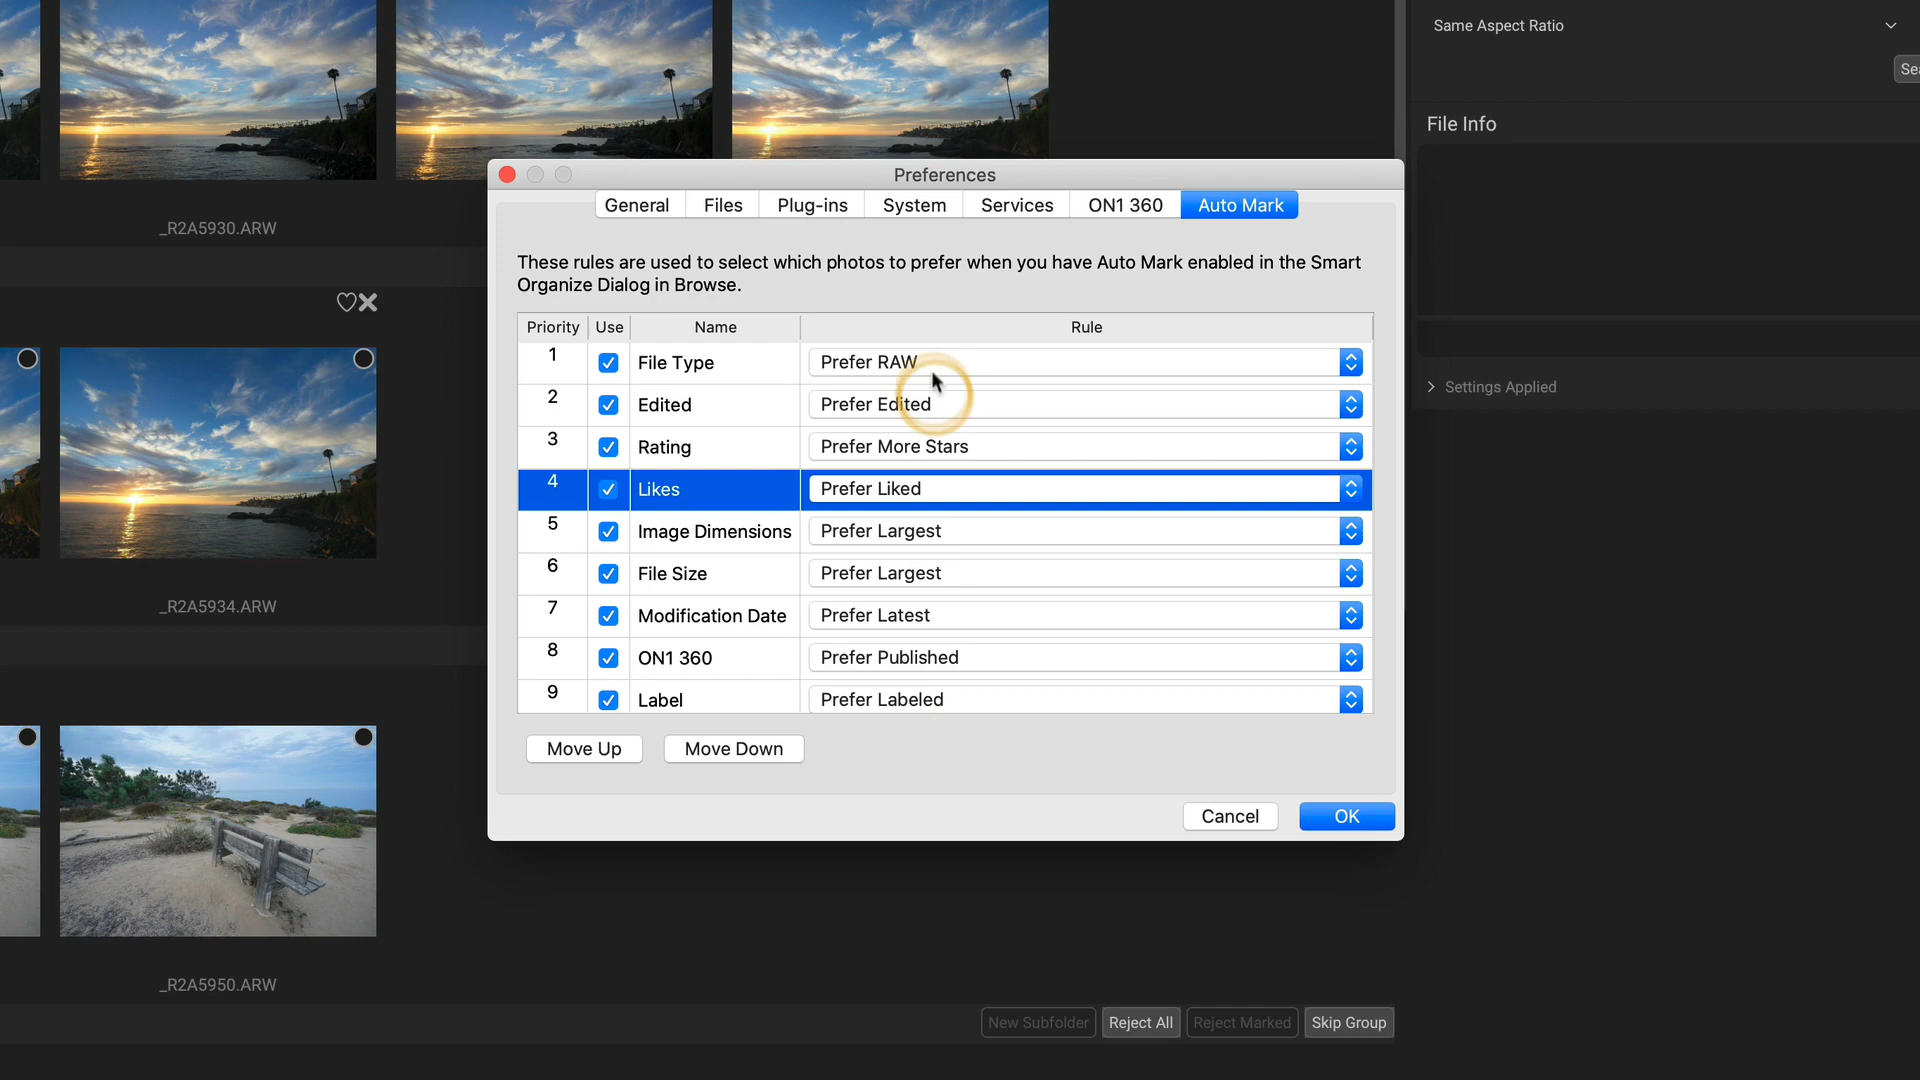 Same Aspect Ratio
File Info
_R2A5930.ARW
Preferences
General Files Plug-ins System Services ON1 360 Auto Mark
These rules are used to select which photos to prefer when you have Auto Mark enabled in the Smart
Organize Dialog in Browse.
Priority Use Name Rule
1 File Type Prefer RAW
2 Edited Prefer Edited
3 Rating Prefer More Stars
4 Likes Prefer Liked
5 Image Dimensions Prefer Largest
6 File Size Prefer Largest
7 Modification Date Prefer Latest
8 ON1 360 Prefer Published
9 Label Prefer Labeled
Move Up Move Down
Cancel OK
Settings Applied
_R2A5934.ARW
_R2A5950.ARW
New Subfolder Reject All Reject Marked Skip Group